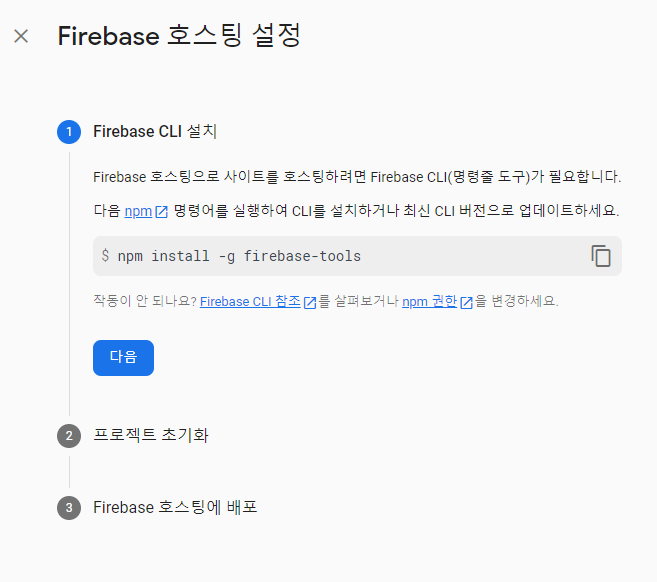 Firebase 호스팅 설정
1 Firebase CLI 설치
Firebase 호스팅으로 사이트를 호스팅하려면 Firebase CLI(명령줄 도구)가 필요합니다.
다음 npm 명령어를 실행하여 CLI를 설치하거나 최신 CLI 버전으로 업데이트하세요.
$ npm install -g firebase-tools
작동이 안 되나요? Firebase CLI 참조를 살펴보거나 npm 권한을 변경하세요.
다음
2 프로젝트 초기화
3 Firebase 호스팅에 배포